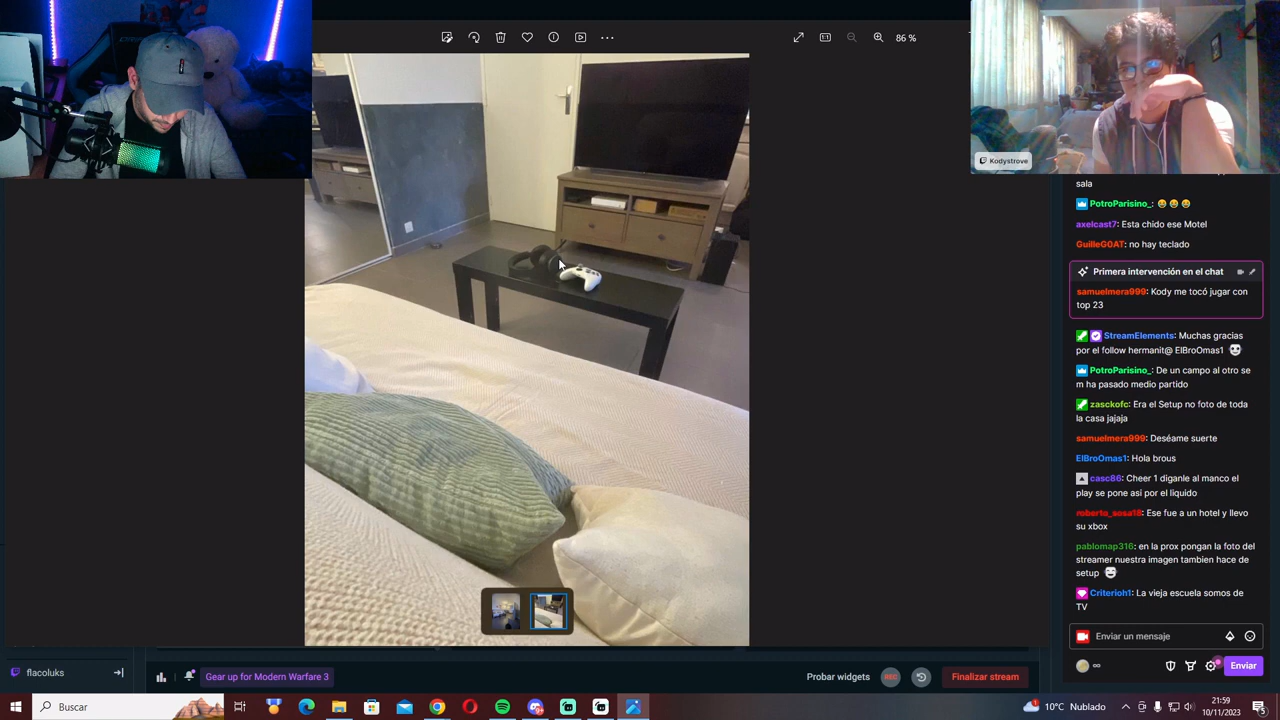 86 %
Kodystrove
sala
PotroParisino_: 😂 😂 😂
axelcast7: Esta chido ese Motel
GuilleG0AT: no hay teclado
Primera intervención en el chat
samuelmera999: Kody me tocó jugar con
top 23
StreamElements: Muchas gracias
por el follow hermanit@ ElBroOmas1
PotroParisino_: De un campo al otro se
m ha pasado medio partido
zasckofc: Era el Setup no foto de toda
la casa jajaja
samuelmera999: Deséame suerte
ElBroOmas1: Hola brous
casc86: Cheer 1 diganle al manco el
play se pone así por el liquido
roberto_sosa18: Ese fue a un hotel y llevo
su xbox
pablomap316: en la prox pongan la foto del
streamer nuestra imagen tambien hace de
setup
Criterioh1: La vieja escuela somos de
TV
Enviar un mensaje
Enviar
flacoluks
Gear up for Modern Warfare 3
Probar widgets
REC
Finalizar stream
Buscar
10°C Nublado
21:59
10/11/2023
5